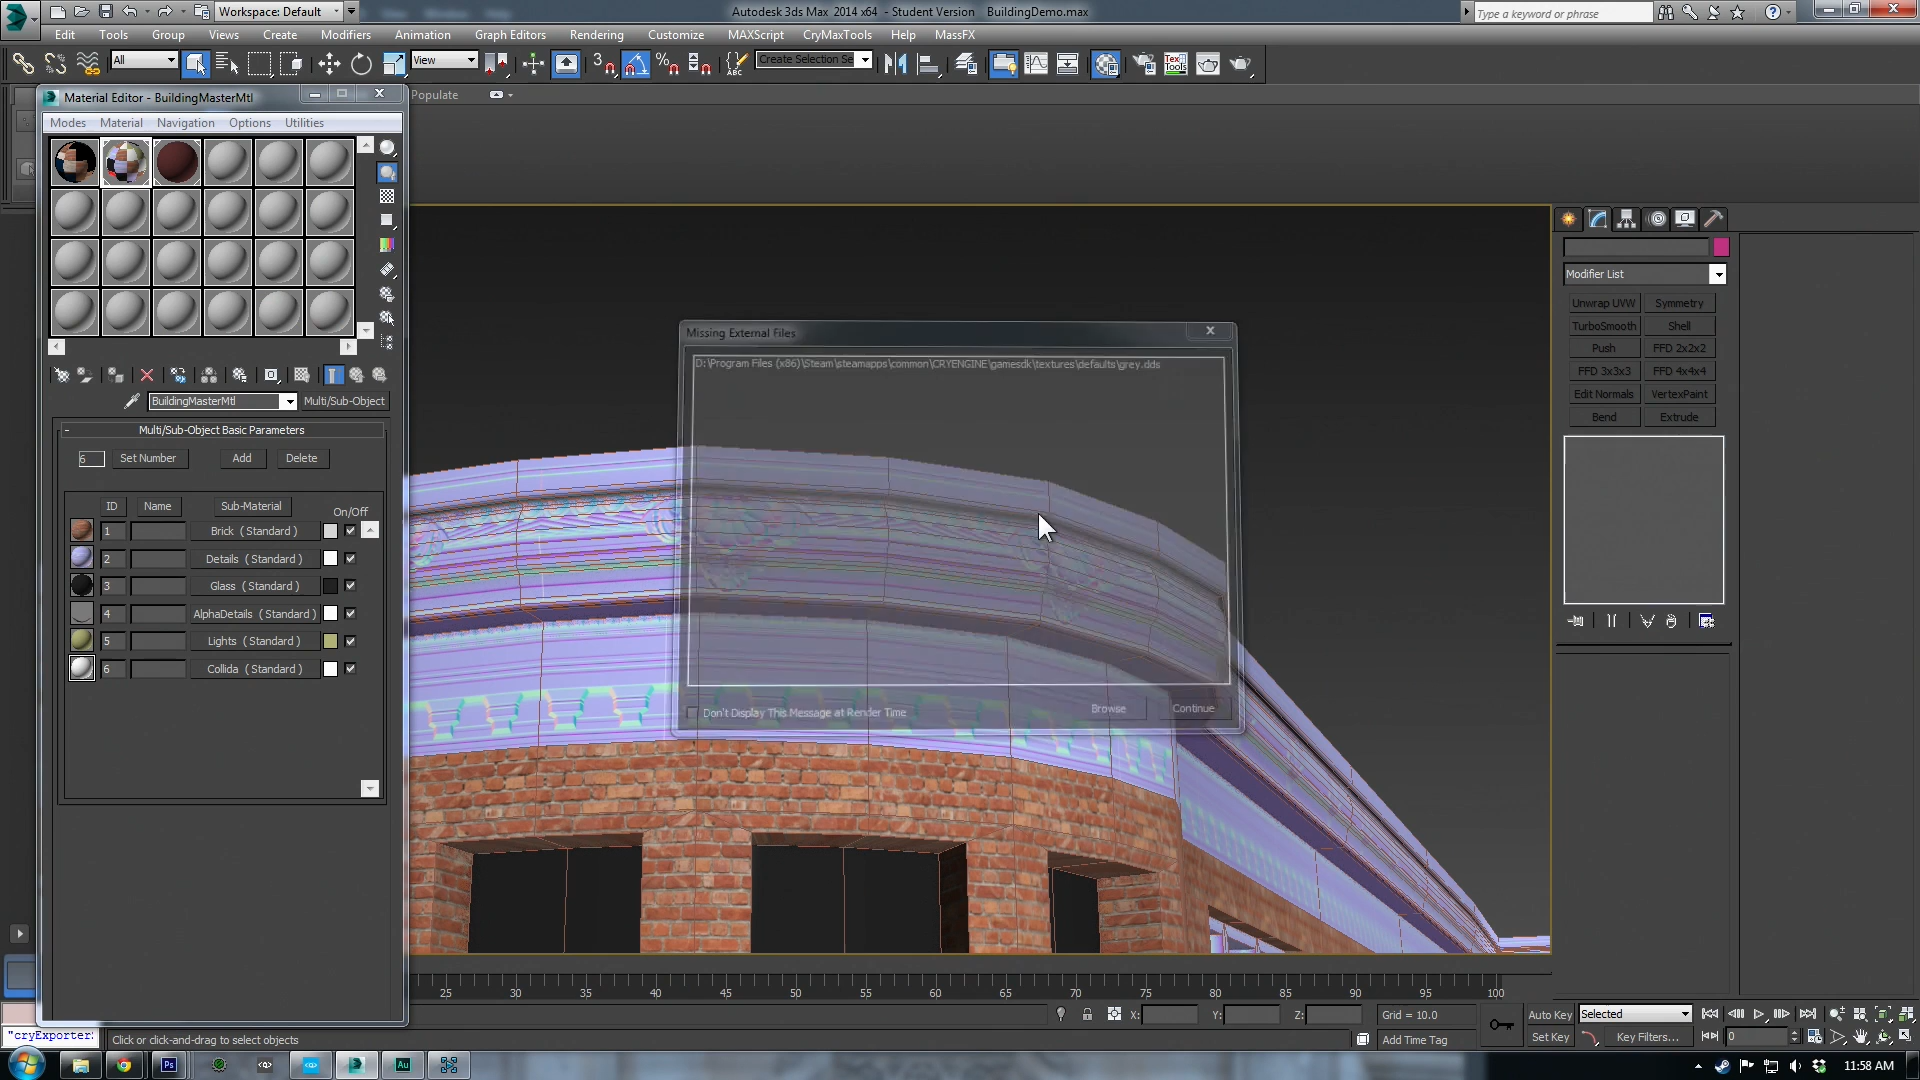 Workspace: Default
Autodesk 3ds Max 2014 x64 - Student Version BuildingDemo.max
Type a keyword or phrase
Edit Tools Group Views Create Modifiers Animation Graph Editors Rendering Customize MAXScript CryMaxTools Help MassFX
All
View
3
%
ABC
Create Selection Se
Tex Tools
Material Editor - BuildingMasterMtl
Populate
Modes Material Navigation Options Utilities
BuildingMasterMtl
Multi/Sub-Object
- Multi/Sub-Object Basic Parameters
6
Set Number
Add
Delete
ID
Name
Sub-Material
On/Off
1 Brick ( Standard )
2 Details ( Standard )
3 Glass ( Standard )
4 AlphaDetails ( Standard )
5 Lights ( Standard )
6 Collida ( Standard )
Missing External Files
D:\Program Files (x86)\Steam\steamapps\common\CRYENGINE\gamesdk\textures\defaults\grey.dds
Don't Display This Message at Render Time
Browse
Continue
Modifier List
Unwrap UVW
Symmetry
TurboSmooth
Shell
Push
FFD 2x2x2
FFD 3x3x3
FFD 4x4x4
Edit Normals
VertexPaint
Bend
Extrude
25 30 35 40 45 50 55 60 65 70 75 80 85 90 95 100
X:
Y:
Z:
Grid = 10.0
Auto Key
Selected
"cryExporter:
Click or click-and-drag to select objects
Add Time Tag
Set Key
Key Filters...
0
Ps
Au
11:58 AM